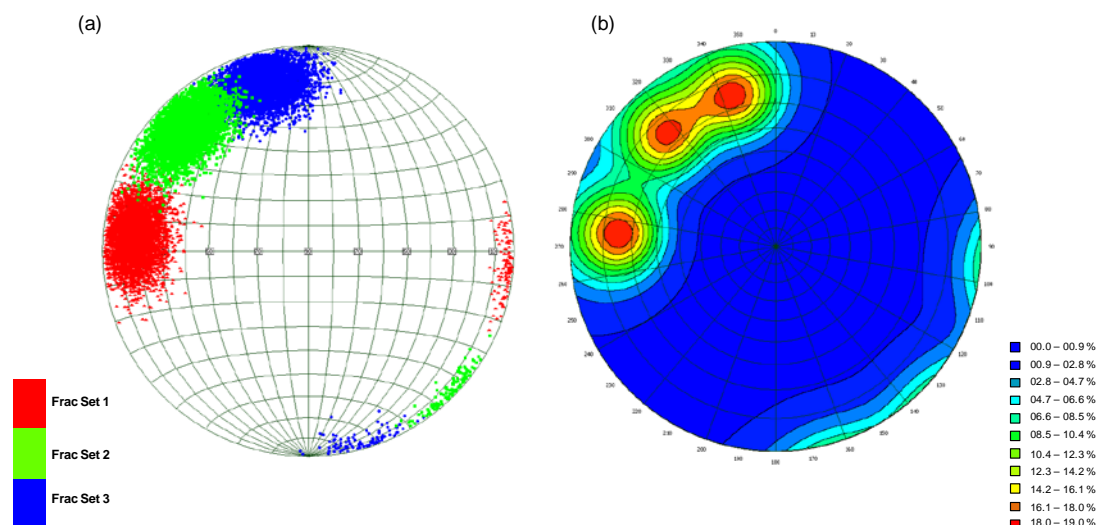 (a)
(b)
Frac Set 1
Frac Set 2
Frac Set 3
340
350
0
10
20
30
40
50
60
70
80
90
100
110
120
130
140
150
160
170
180
190
200
210
220
230
240
250
260
270
280
290
300
310
320
00.0 – 00.9 %
00.9 – 02.8 %
02.8 – 04.7 %
04.7 – 06.6 %
06.6 – 08.5 %
08.5 – 10.4 %
10.4 – 12.3 %
12.3 – 14.2 %
14.2 – 16.1 %
16.1 – 18.0 %
18.0 – 19.0 %